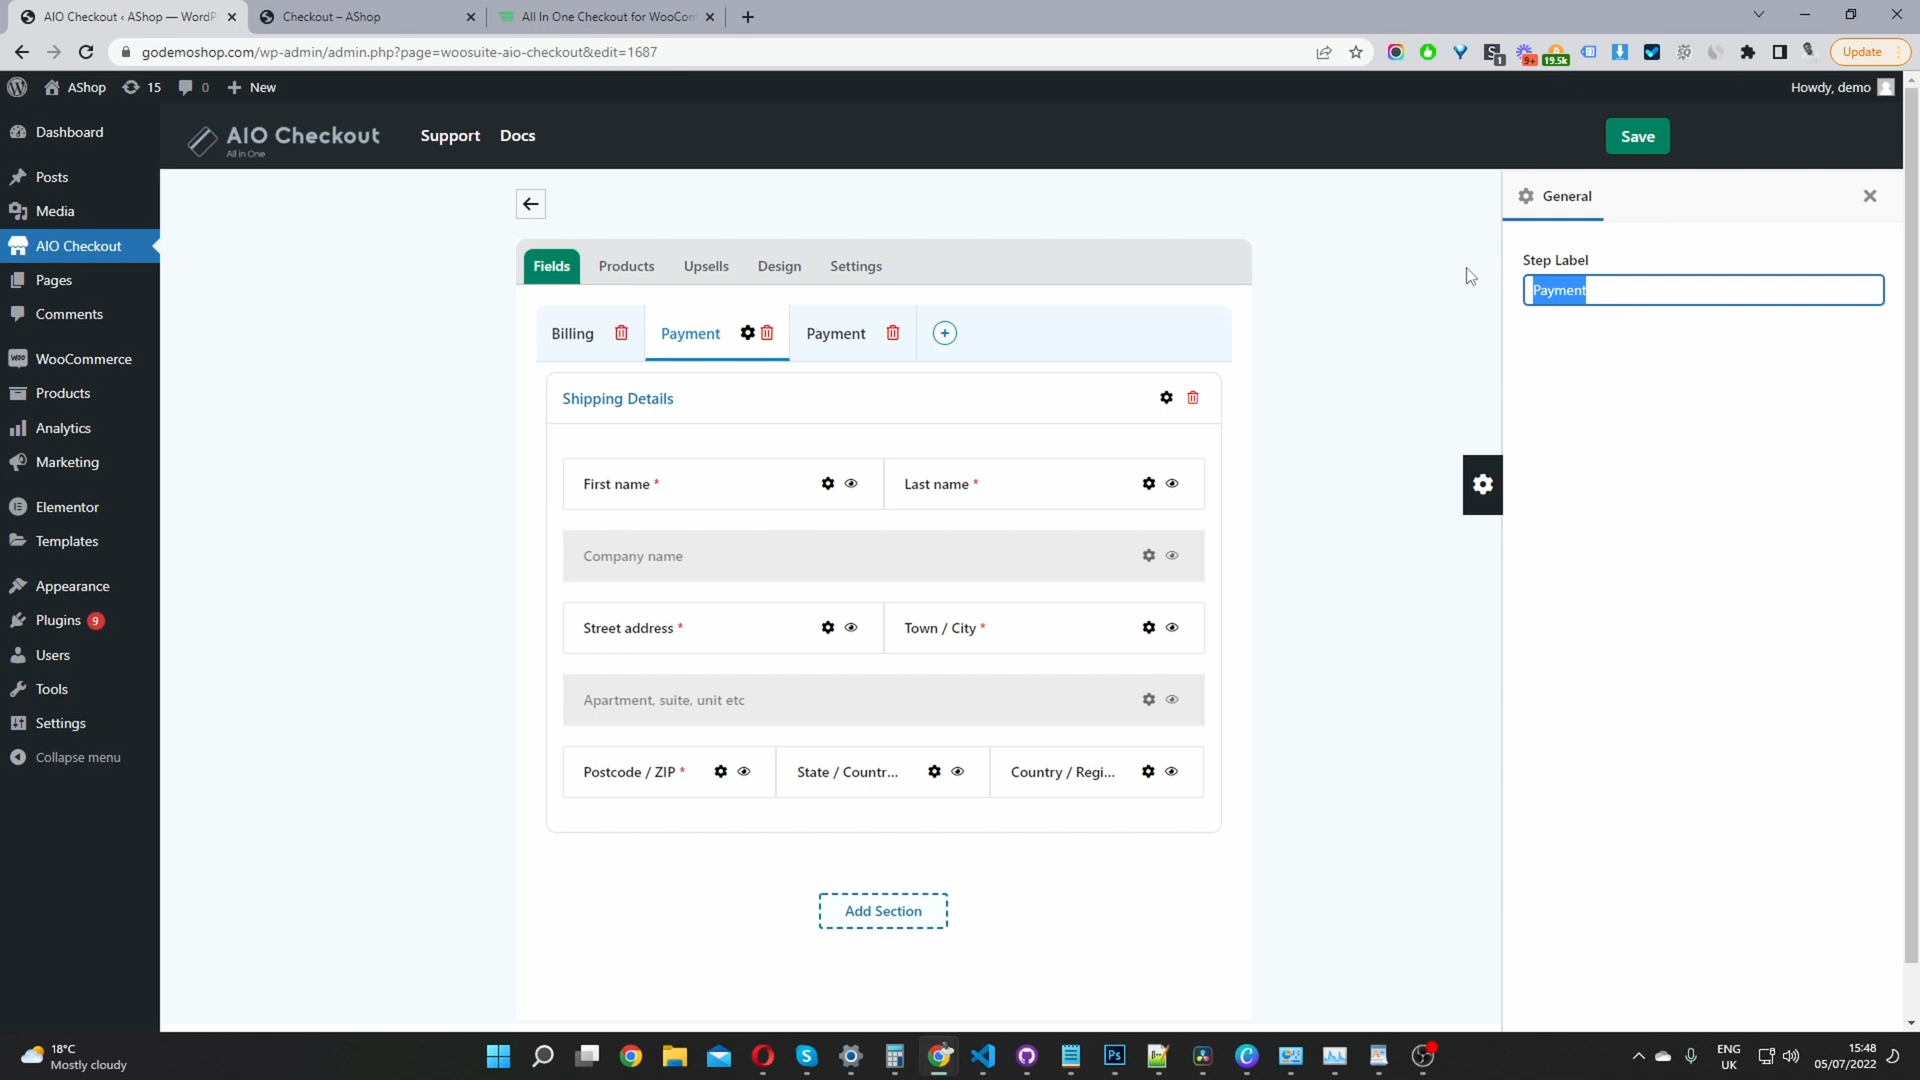 AIO Checkout ‹ AShop — WordP
Checkout – AShop
All In One Checkout for WooCom
godemoshop.com/wp-admin/admin.php?page=woosuite-aio-checkout&edit=1687
1
9+
19.5k
Update
AShop
15
0
New
Howdy, demo
Dashboard
Posts
Media
AIO Checkout
Pages
Comments
WooCommerce
Products
Analytics
Marketing
Elementor
Templates
Appearance
Plugins 9
Users
Tools
Settings
Collapse menu
AIO Checkout
All in One
Support
Docs
Save
Fields
Products
Upsells
Design
Settings
Billing
Payment
Payment
Shipping Details
First name *
Last name *
Company name
Street address *
Town / City *
Apartment, suite, unit etc
Postcode / ZIP *
State / Countr...
Country / Regi...
Add Section
General
Step Label
Payment
18°C
Mostly cloudy
ENG
UK
15:48
05/07/2022